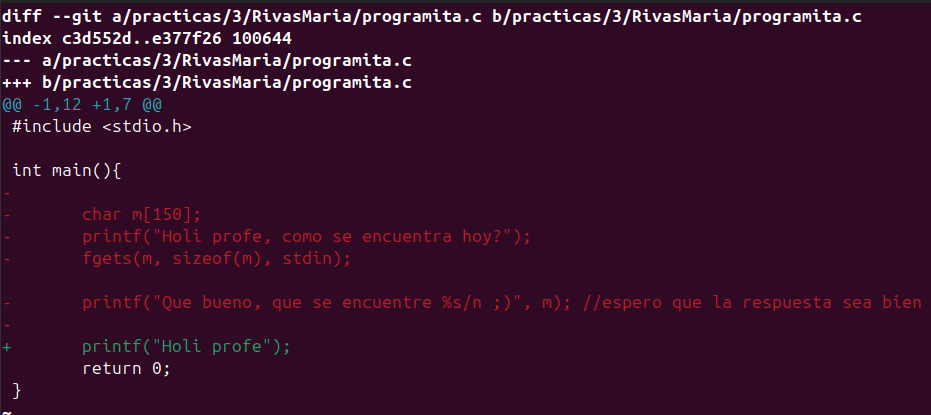 diff --git a/practicas/3/RivasMaria/programita.c b/practicas/3/RivasMaria/programita.c
index c3d552d..e377f26 100644
--- a/practicas/3/RivasMaria/programita.c
+++ b/practicas/3/RivasMaria/programita.c
@@ -1,12 +1,7 @@
 #include <stdio.h>

 int main(){
-
-       char m[150];
-       printf("Holi profe, como se encuentra hoy?");
-       fgets(m, sizeof(m), stdin);

-       printf("Que bueno, que se encuentre %s/n ;)", m); //espero que la respuesta sea bien
-
+       printf("Holi profe");
        return 0;
 }
~